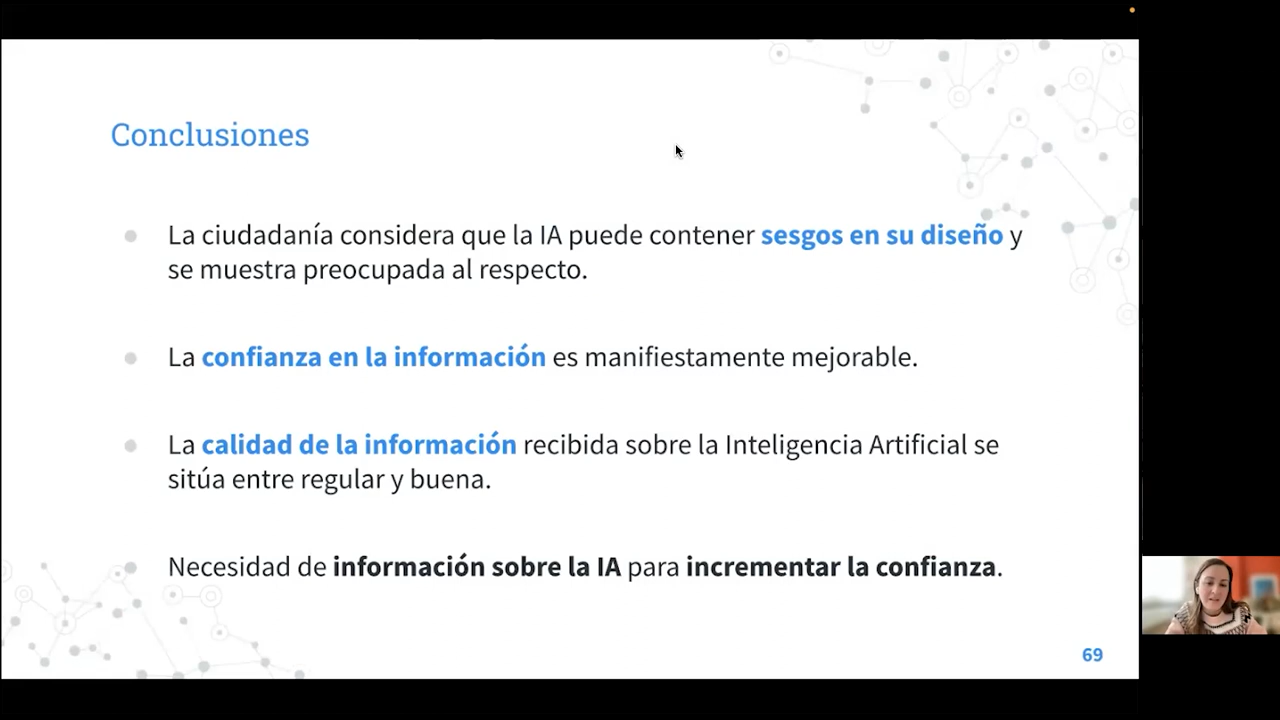 Conclusiones
La ciudadanía considera que la IA puede contener sesgos en su diseño y
se muestra preocupada al respecto.
La confianza en la información es manifiestamente mejorable.
La calidad de la información recibida sobre la Inteligencia Artificial se
sitúa entre regular y buena.
Necesidad de información sobre la IA para incrementar la confianza.
69